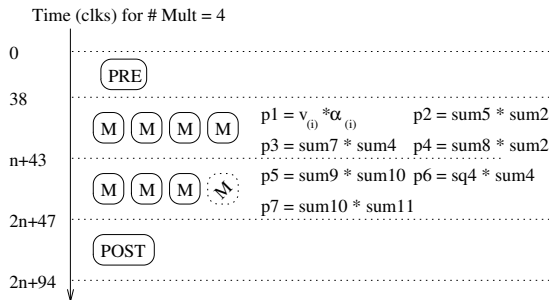 Time (clks) for # Mult = 4
0
PRE
38
M M M M p1 = v(i) *α(i) p2 = sum5 * sum2
p3 = sum7 * sum4 p4 = sum8 * sum2
n+43
M M M M p5 = sum9 * sum10 p6 = sq4 * sum4
p7 = sum10 * sum11
2n+47
POST
2n+94